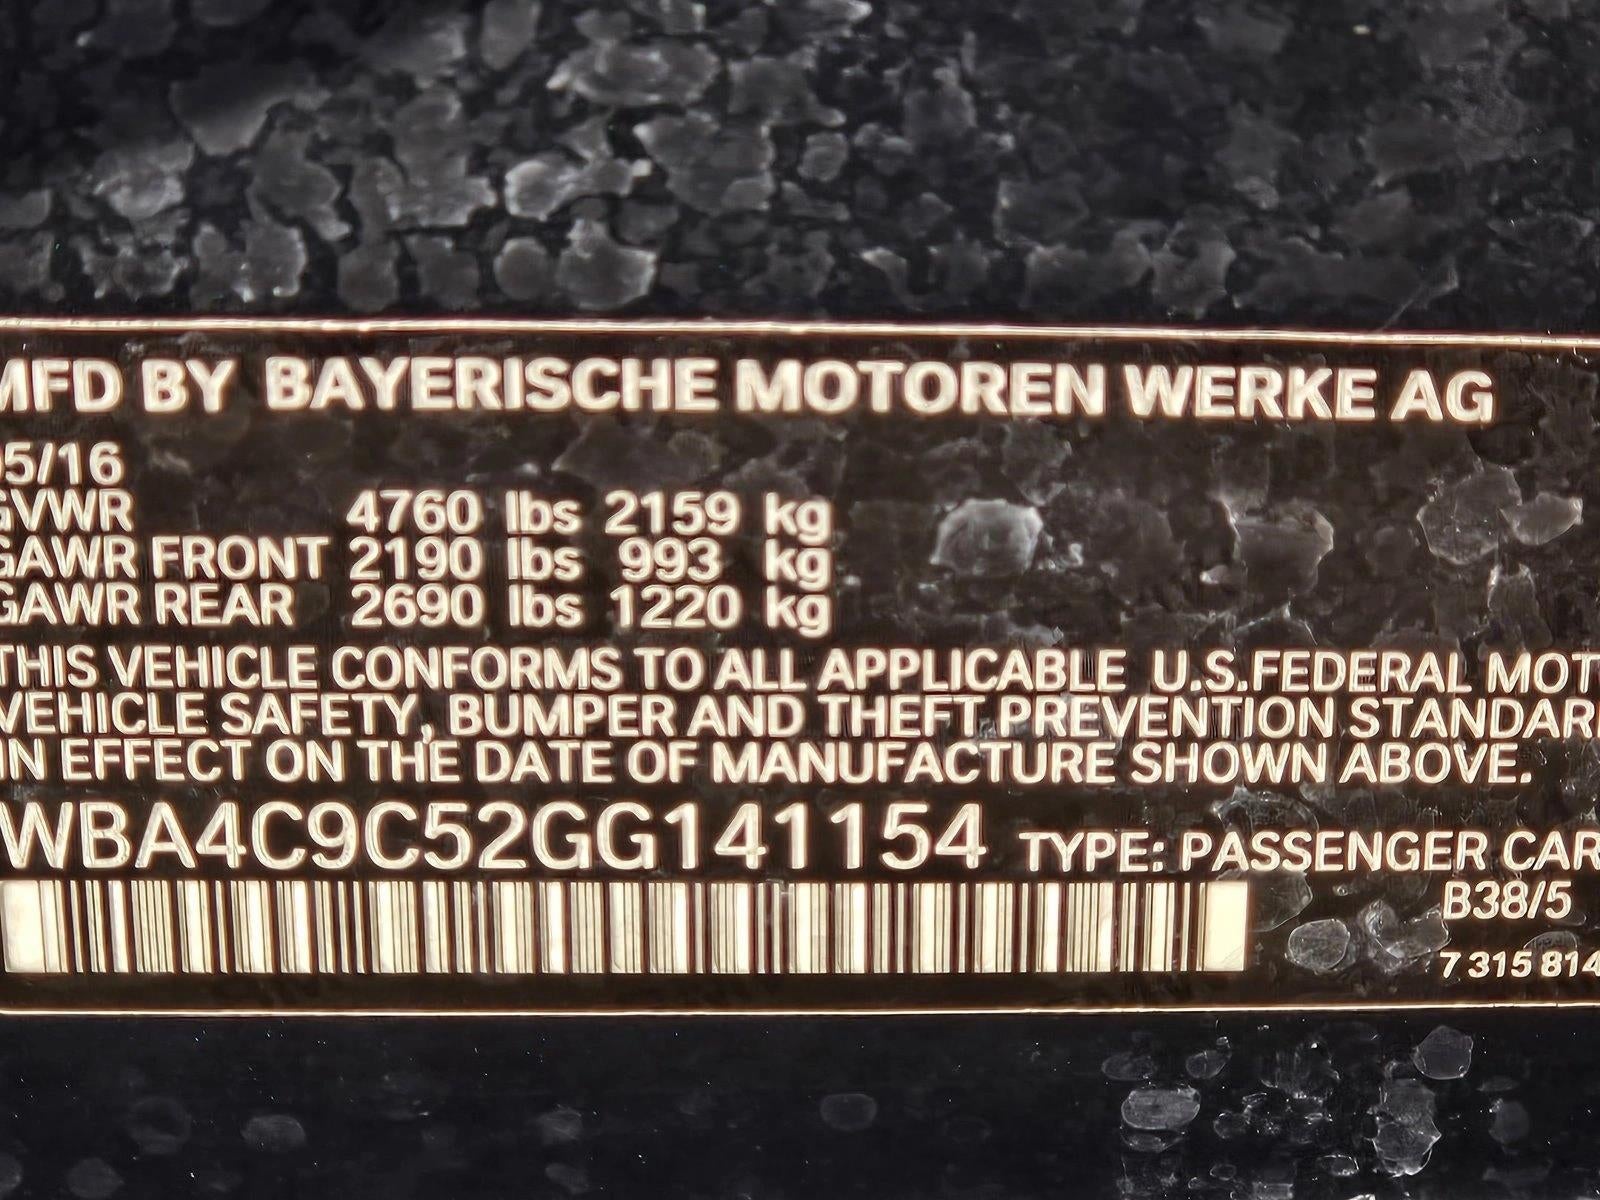 MFD BY BAYERISCHE MOTOREN WERKE AG
05/16
GVWR 4760 lbs 2159 kg
GAWR FRONT 2190 lbs 993 kg
GAWR REAR 2690 lbs 1220 kg
THIS VEHICLE CONFORMS TO ALL APPLICABLE U.S.FEDERAL MOT
VEHICLE SAFETY, BUMPER AND THEFT PREVENTION STANDAR
IN EFFECT ON THE DATE OF MANUFACTURE SHOWN ABOVE.
WBA4C9C52GG141154 TYPE: PASSENGER CAR
B38/5
7 315 814